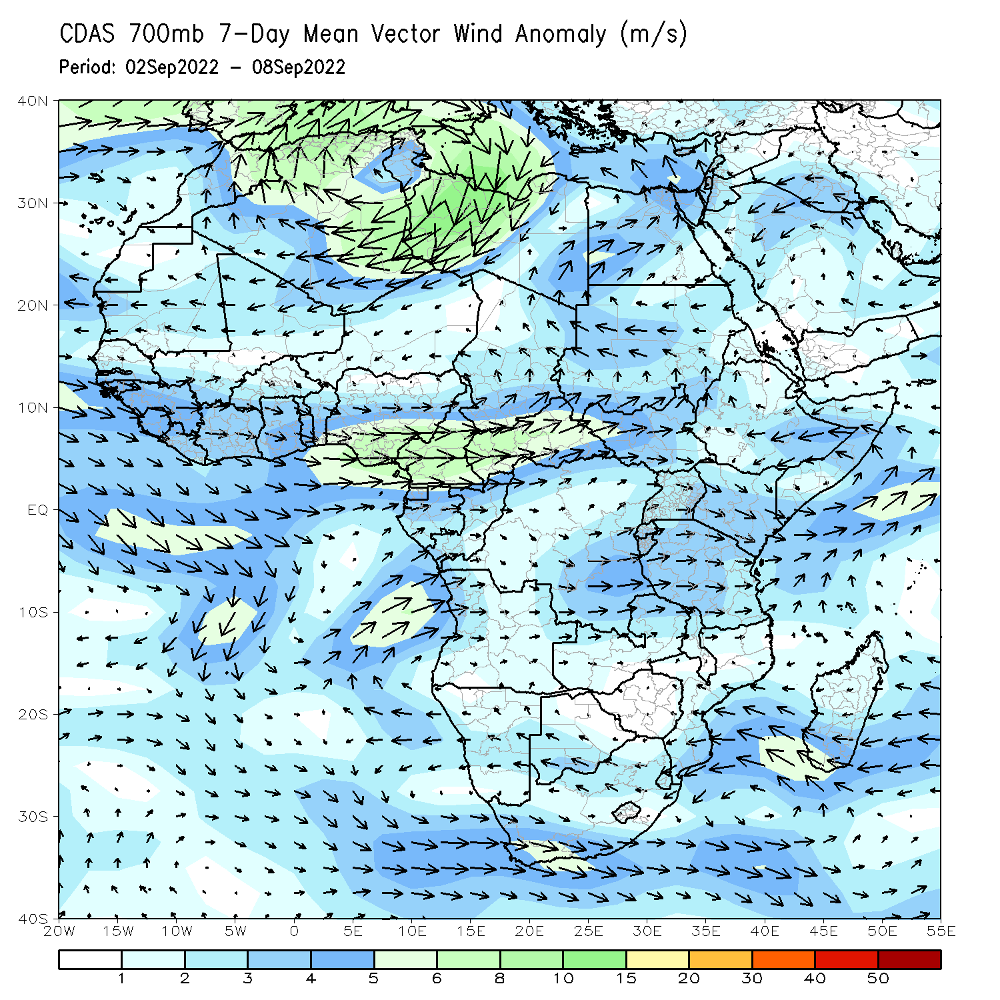 CDAS 700mb 7-Day Mean Vector Wind Anomaly (m/s)
Period: 02Sep2022 - 08Sep2022
40N
30N
20N
10N
EQ
10S
20S
30S
40S
20W 15W 10W 5W 0 5E 10E 15E 20E 25E 30E 35E 40E 45E 50E 55E
1 2 3 4 5 6 8 10 15 20 30 40 50